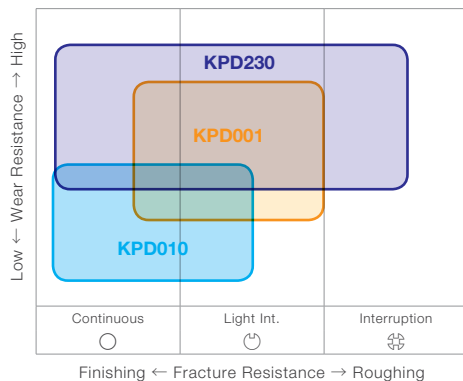 Low ← Wear Resistance → High
KPD230
KPD001
KPD010
Continuous
Light Int.
Interruption
Finishing ← Fracture Resistance → Roughing